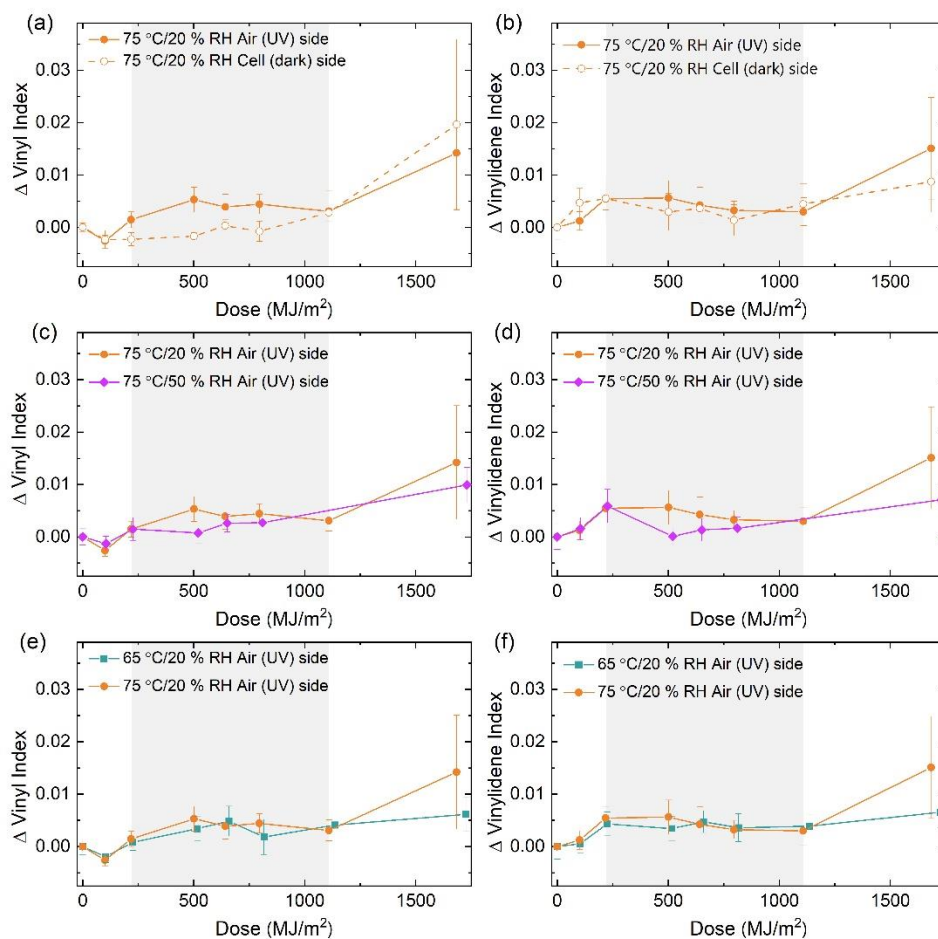 (a)
75 °C/20 % RH Air (UV) side
75 °C/20 % RH Cell (dark) side
0.03
0.02
0.01
0.00
Δ Vinyl Index
0
500
1000
1500
Dose (MJ/m²)
(b)
75 °C/20 % RH Air (UV) side
75 °C/20 % RH Cell (dark) side
0.03
0.02
0.01
0.00
Δ Vinylidene Index
0
500
1000
1500
Dose (MJ/m²)
(c)
75 °C/20 % RH Air (UV) side
75 °C/50 % RH Air (UV) side
0.03
0.02
0.01
0.00
Δ Vinyl Index
0
500
1000
1500
Dose (MJ/m²)
(d)
75 °C/20 % RH Air (UV) side
75 °C/50 % RH Air (UV) side
0.03
0.02
0.01
0.00
Δ Vinylidene Index
0
500
1000
1500
Dose (MJ/m²)
(e)
65 °C/20 % RH Air (UV) side
75 °C/20 % RH Air (UV) side
0.03
0.02
0.01
0.00
Δ Vinyl Index
0
500
1000
1500
Dose (MJ/m²)
(f)
65 °C/20 % RH Air (UV) side
75 °C/20 % RH Air (UV) side
0.03
0.02
0.01
0.00
Δ Vinylidene Index
0
500
1000
1500
Dose (MJ/m²)